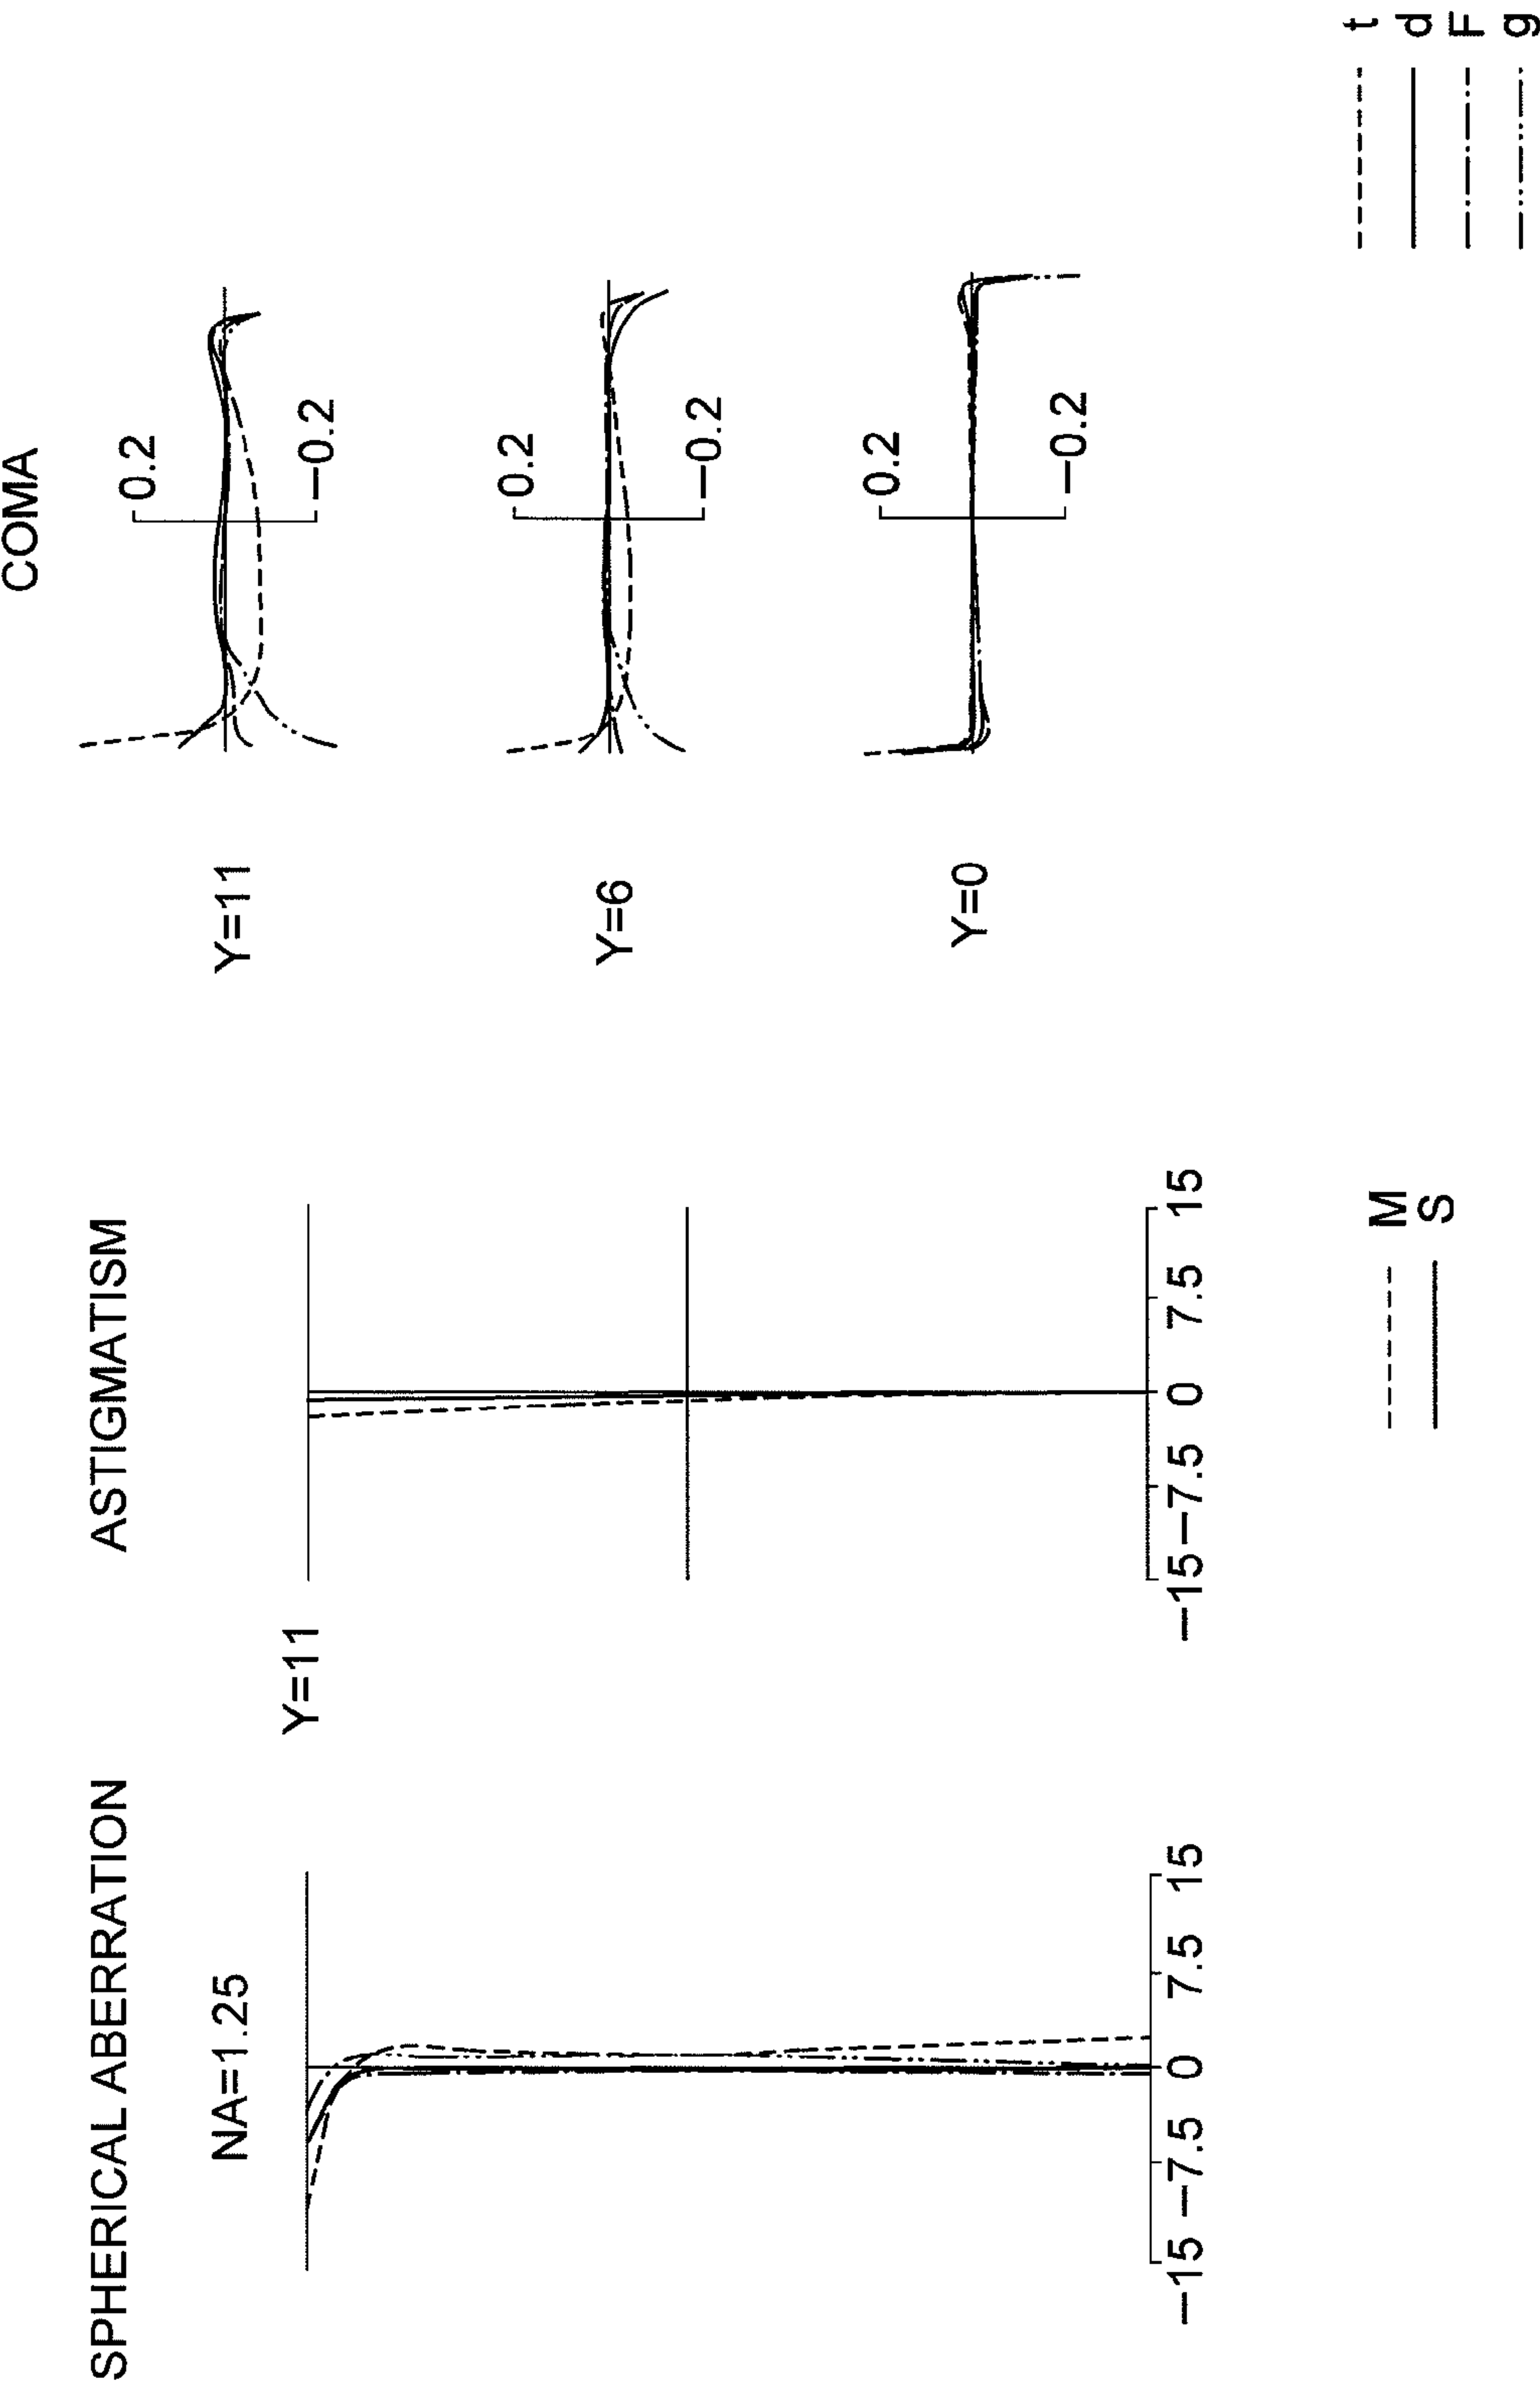 SPHERICAL ABERRATION
NA=1.25
−15 −7.5 0 7.5 15
ASTIGMATISM
Y=11
−15 −7.5 0 7.5 15
M
S
COMA
Y=11
0.2
−0.2
Y=6
0.2
−0.2
Y=0
0.2
−0.2
t
d
F
g